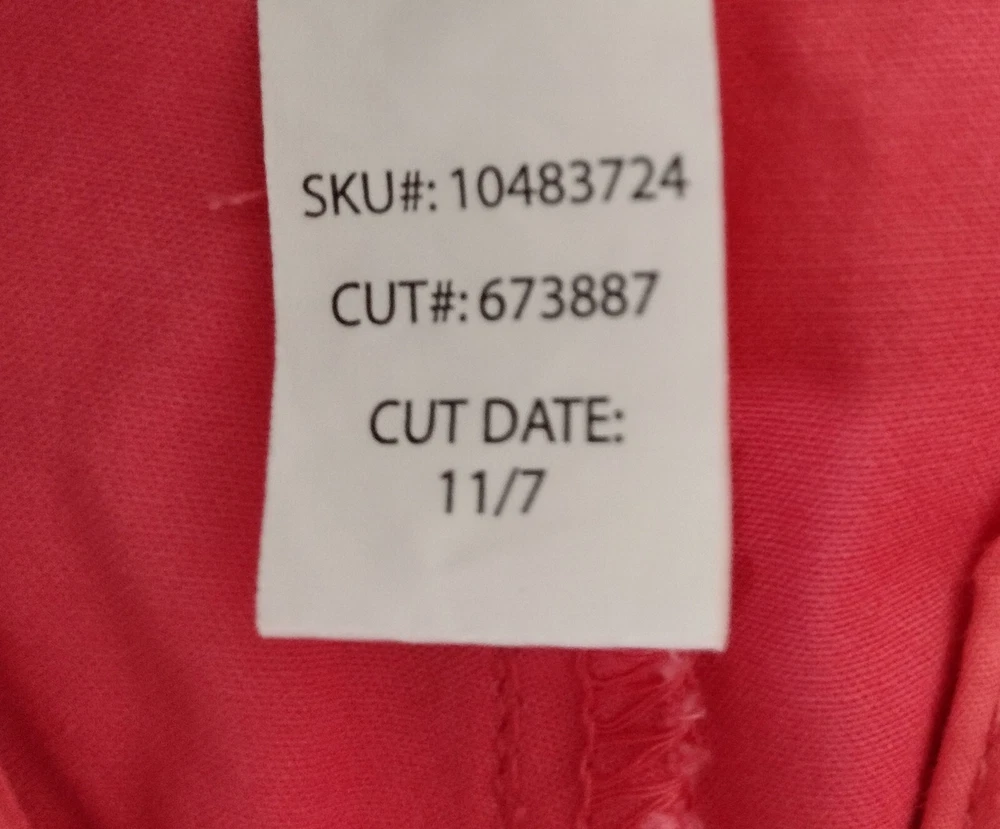 SKU#: 10483724
CUT#: 673887
CUT DATE:
11/7